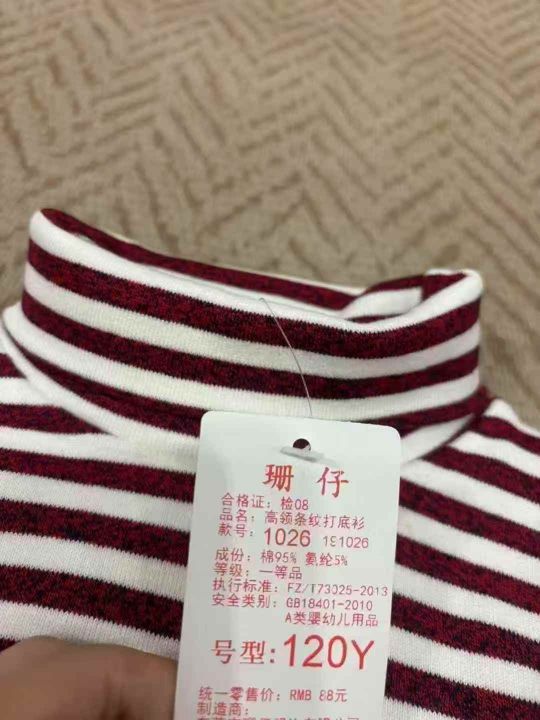 珊仔
合格证：检08
品名：高领条纹打底衫
款号：1026 191026
成份：棉95% 氨纶5%
等级：一等品
执行标准：FZ/T73025-2013
安全类别：GB18401-2010
A类婴幼儿用品
号型:120Y
统一零售价：RMB 88元
制造商：